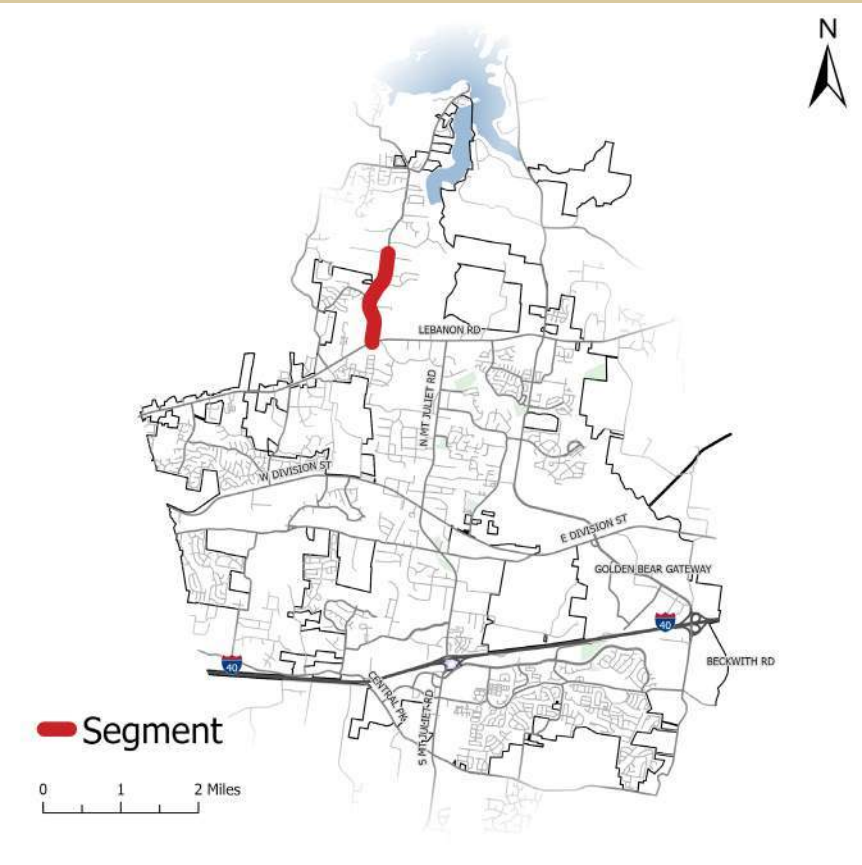 N
LEBANON RD
N MT JULIET RD
W DIVISION ST
E DIVISION ST
GOLDEN BEAR GATEWAY
40
BECKWITH RD
40
CENTRAL PK
S MT JULIET RD
Segment
0 1 2 Miles